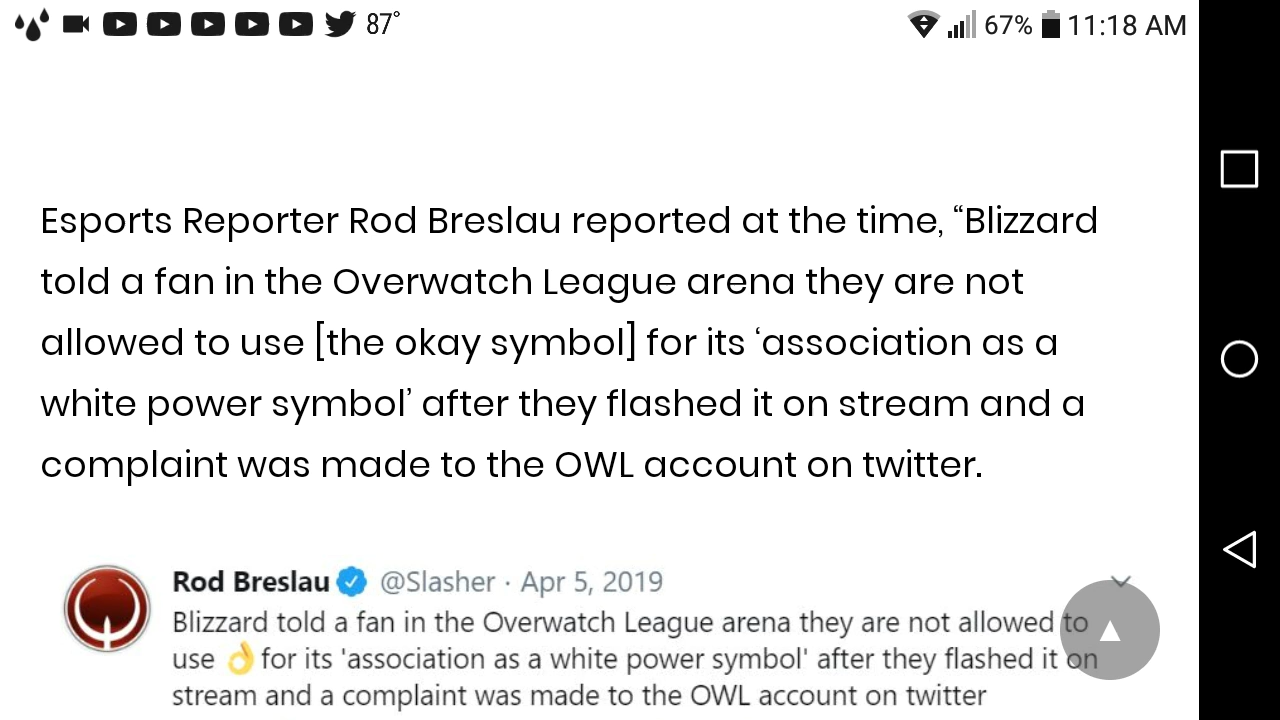 87° 67% 11:18 AM
Esports Reporter Rod Breslau reported at the time, “Blizzard
told a fan in the Overwatch League arena they are not
allowed to use [the okay symbol] for its ‘association as a
white power symbol’ after they flashed it on stream and a
complaint was made to the OWL account on twitter.
Rod Breslau @Slasher · Apr 5, 2019
Blizzard told a fan in the Overwatch League arena they are not allowed to
use 👌 for its 'association as a white power symbol' after they flashed it on
stream and a complaint was made to the OWL account on twitter